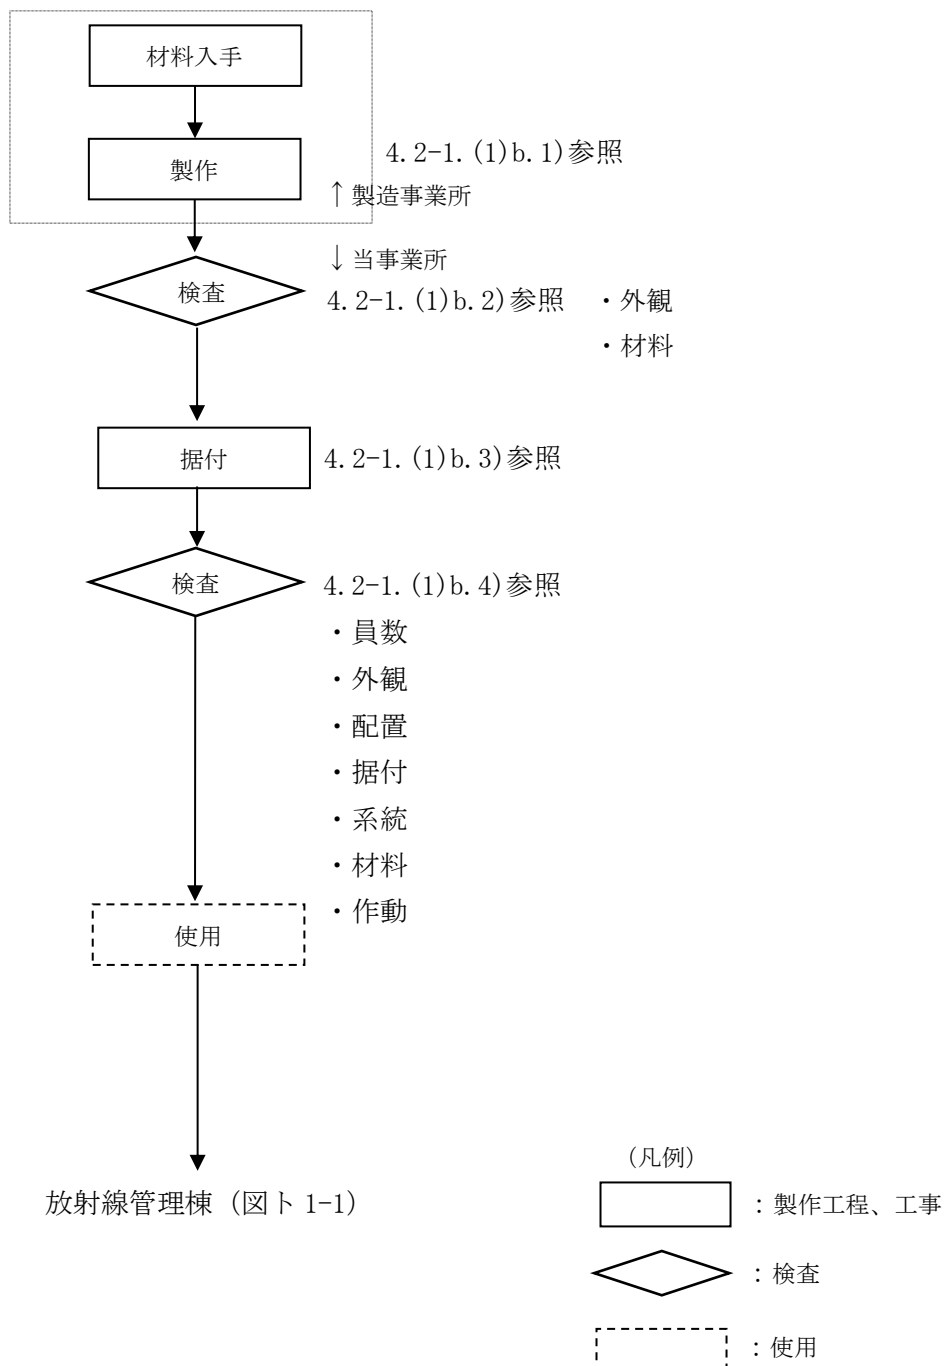 材料入手
製作
4.2-1.(1)b.1)参照
↑製造事業所
↓当事業所
検査
4.2-1.(1)b.2)参照 ・外観
・材料
据付
4.2-1.(1)b.3)参照
検査
4.2-1.(1)b.4)参照
・員数
・外観
・配置
・据付
・系統
・材料
・作動
使用
放射線管理棟(図ト 1-1)
(凡例)
：製作工程、工事
：検査
：使用